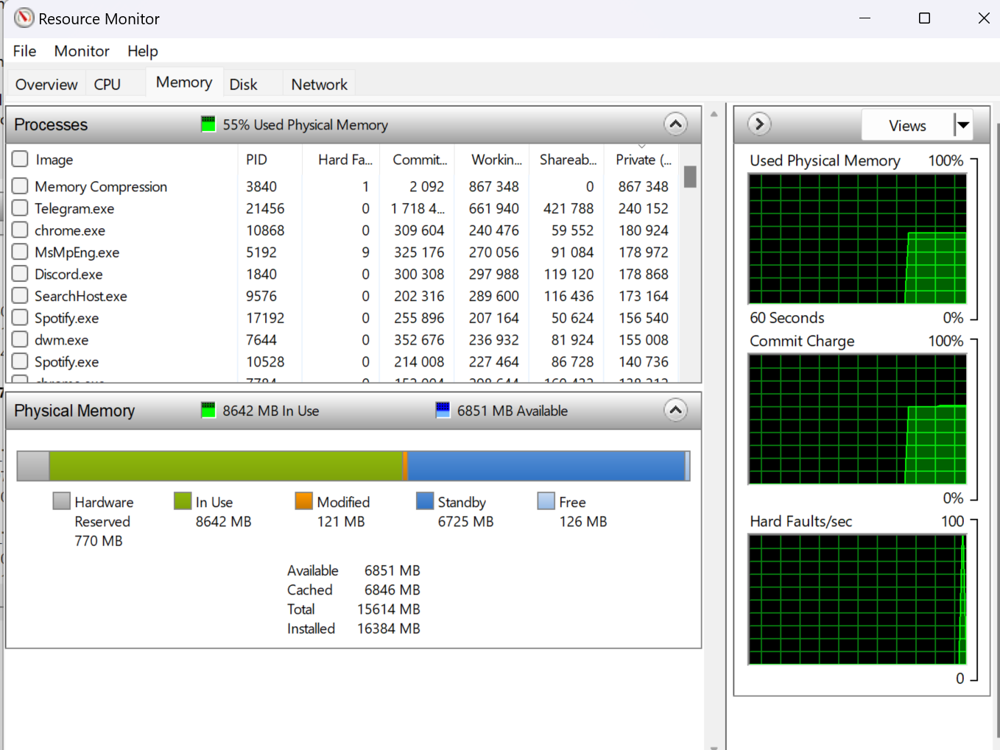 Resource Monitor
File Monitor Help
Overview CPU Memory Disk Network
Processes 55% Used Physical Memory
Image PID Hard Fa... Commit... Workin... Shareab... Private (...
Memory Compression 3840 1 2 092 867 348 0 867 348
Telegram.exe 21456 0 1 718 4... 661 940 421 788 240 152
chrome.exe 10868 0 309 604 240 476 59 552 180 924
MsMpEng.exe 5192 9 325 176 270 056 91 084 178 972
Discord.exe 1840 0 300 308 297 988 119 120 178 868
SearchHost.exe 9576 0 202 316 289 600 116 436 173 164
Spotify.exe 17192 0 255 896 207 164 50 624 156 540
dwm.exe 7644 0 352 676 236 932 81 924 155 008
Spotify.exe 10528 0 214 008 227 464 86 728 140 736
Physical Memory 8642 MB In Use 6851 MB Available
Hardware Reserved 770 MB
In Use 8642 MB
Modified 121 MB
Standby 6725 MB
Free 126 MB
Available 6851 MB
Cached 6846 MB
Total 15614 MB
Installed 16384 MB
Views
Used Physical Memory 100%
60 Seconds 0%
Commit Charge 100%
0%
Hard Faults/sec 100
0